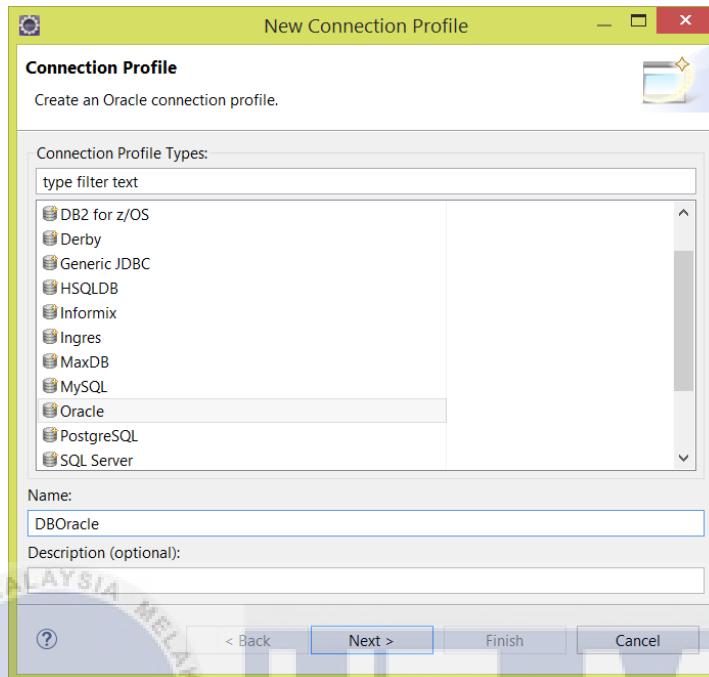 New Connection Profile
Connection Profile
Create an Oracle connection profile.
Connection Profile Types:
type filter text
DB2 for z/OS
Derby
Generic JDBC
HSQLDB
Informix
Ingres
MaxDB
MySQL
Oracle
PostgreSQL
SQL Server
Name:
DBOracle
Description (optional):
ALAYSIA MELAK
? < Back Next > Finish Cancel